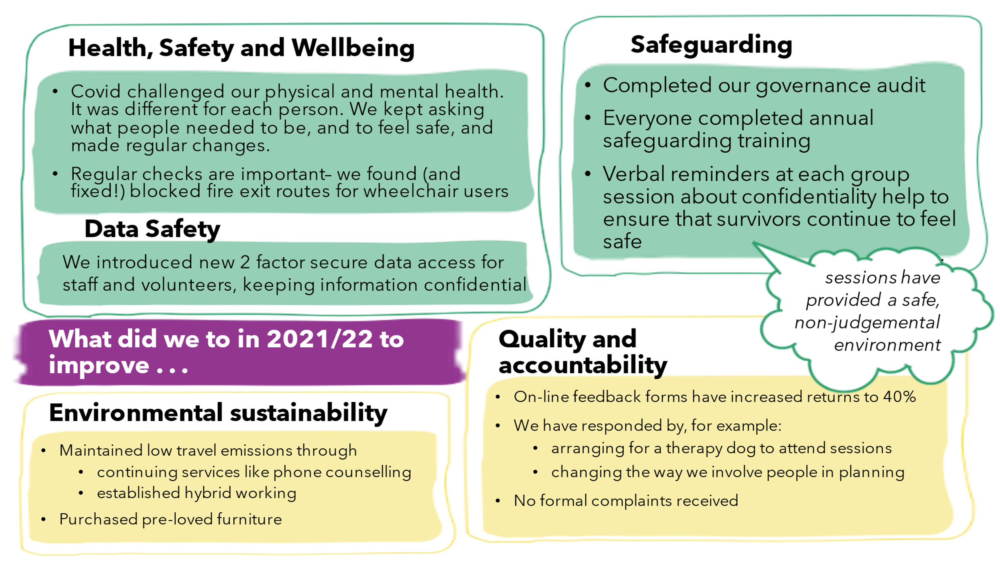 Health, Safety and Wellbeing
• Covid challenged our physical and mental health.
It was different for each person. We kept asking
what people needed to be, and to feel safe, and
made regular changes.
• Regular checks are important– we found (and
fixed!) blocked fire exit routes for wheelchair users
Data Safety
We introduced new 2 factor secure data access for
staff and volunteers, keeping information confidential
Safeguarding
• Completed our governance audit
• Everyone completed annual
safeguarding training
• Verbal reminders at each group
session about confidentiality help to
ensure that survivors continue to feel
safe
.
sessions have
provided a safe,
non-judgemental
environment
What did we to in 2021/22 to
improve . . .
Environmental sustainability
• Maintained low travel emissions through
• continuing services like phone counselling
• established hybrid working
• Purchased pre-loved furniture
Quality and
accountability
• On-line feedback forms have increased returns to 40%
• We have responded by, for example:
• arranging for a therapy dog to attend sessions
• changing the way we involve people in planning
• No formal complaints received